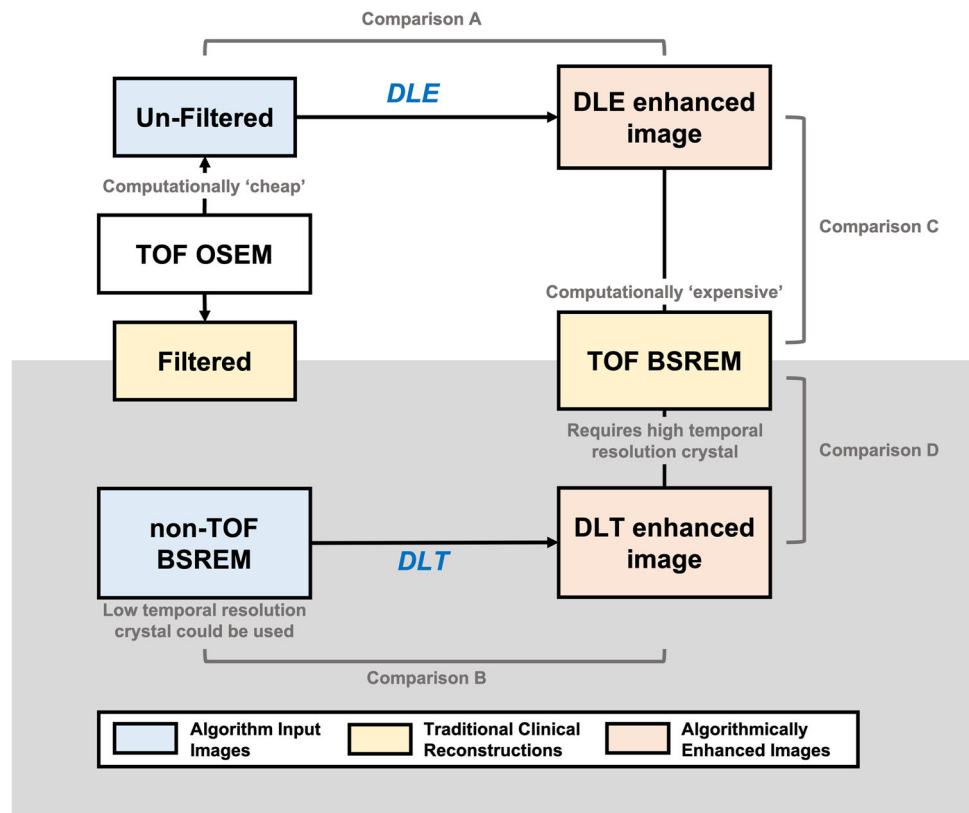 Comparison A
Un-Filtered
DLE
DLE enhanced
image
Computationally ‘cheap’
Comparison C
TOF OSEM
Computationally ‘expensive’
Filtered
TOF BSREM
Requires high temporal
resolution crystal
Comparison D
non-TOF
BSREM
DLT
DLT enhanced
image
Low temporal resolution
crystal could be used
Comparison B
Algorithm Input
Images
Traditional Clinical
Reconstructions
Algorithmically
Enhanced Images